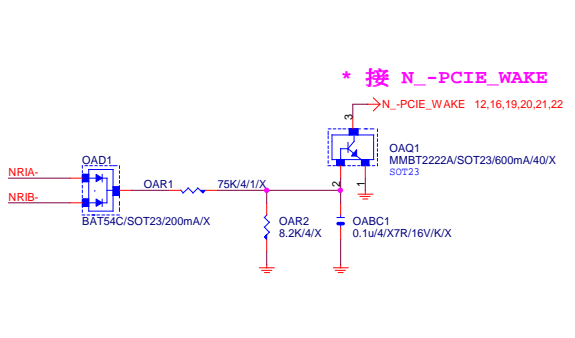 * 接 N_-PCIE_WAKE
N_-PCIE_WAKE 12,16,19,20,21,22
3
OAQ1
MMBT2222A/SOT23/600mA/40/X
SOT23
2
1
OAD1
NRIA-
NRIB-
BAT54C/SOT23/200mA/X
OAR1
75K/4/1/X
OAR2
8.2K/4/X
OABC1
0.1u/4/X7R/16V/K/X